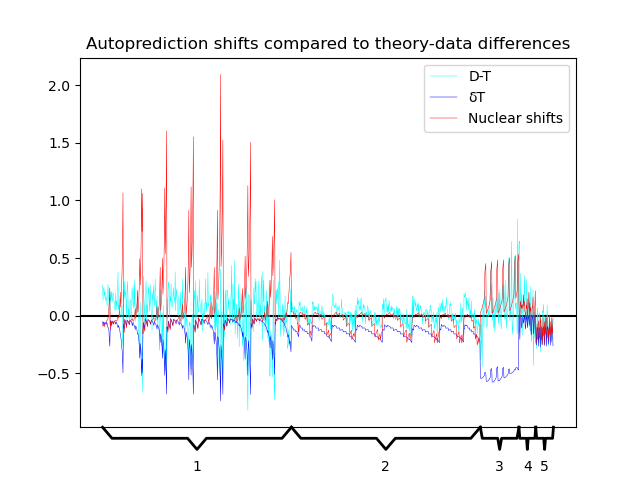 Autoprediction shifts compared to theory-data differences
D-T
δT
Nuclear shifts
2.0
1.5
1.0
0.5
0.0
−0.5
1 2 3 4 5